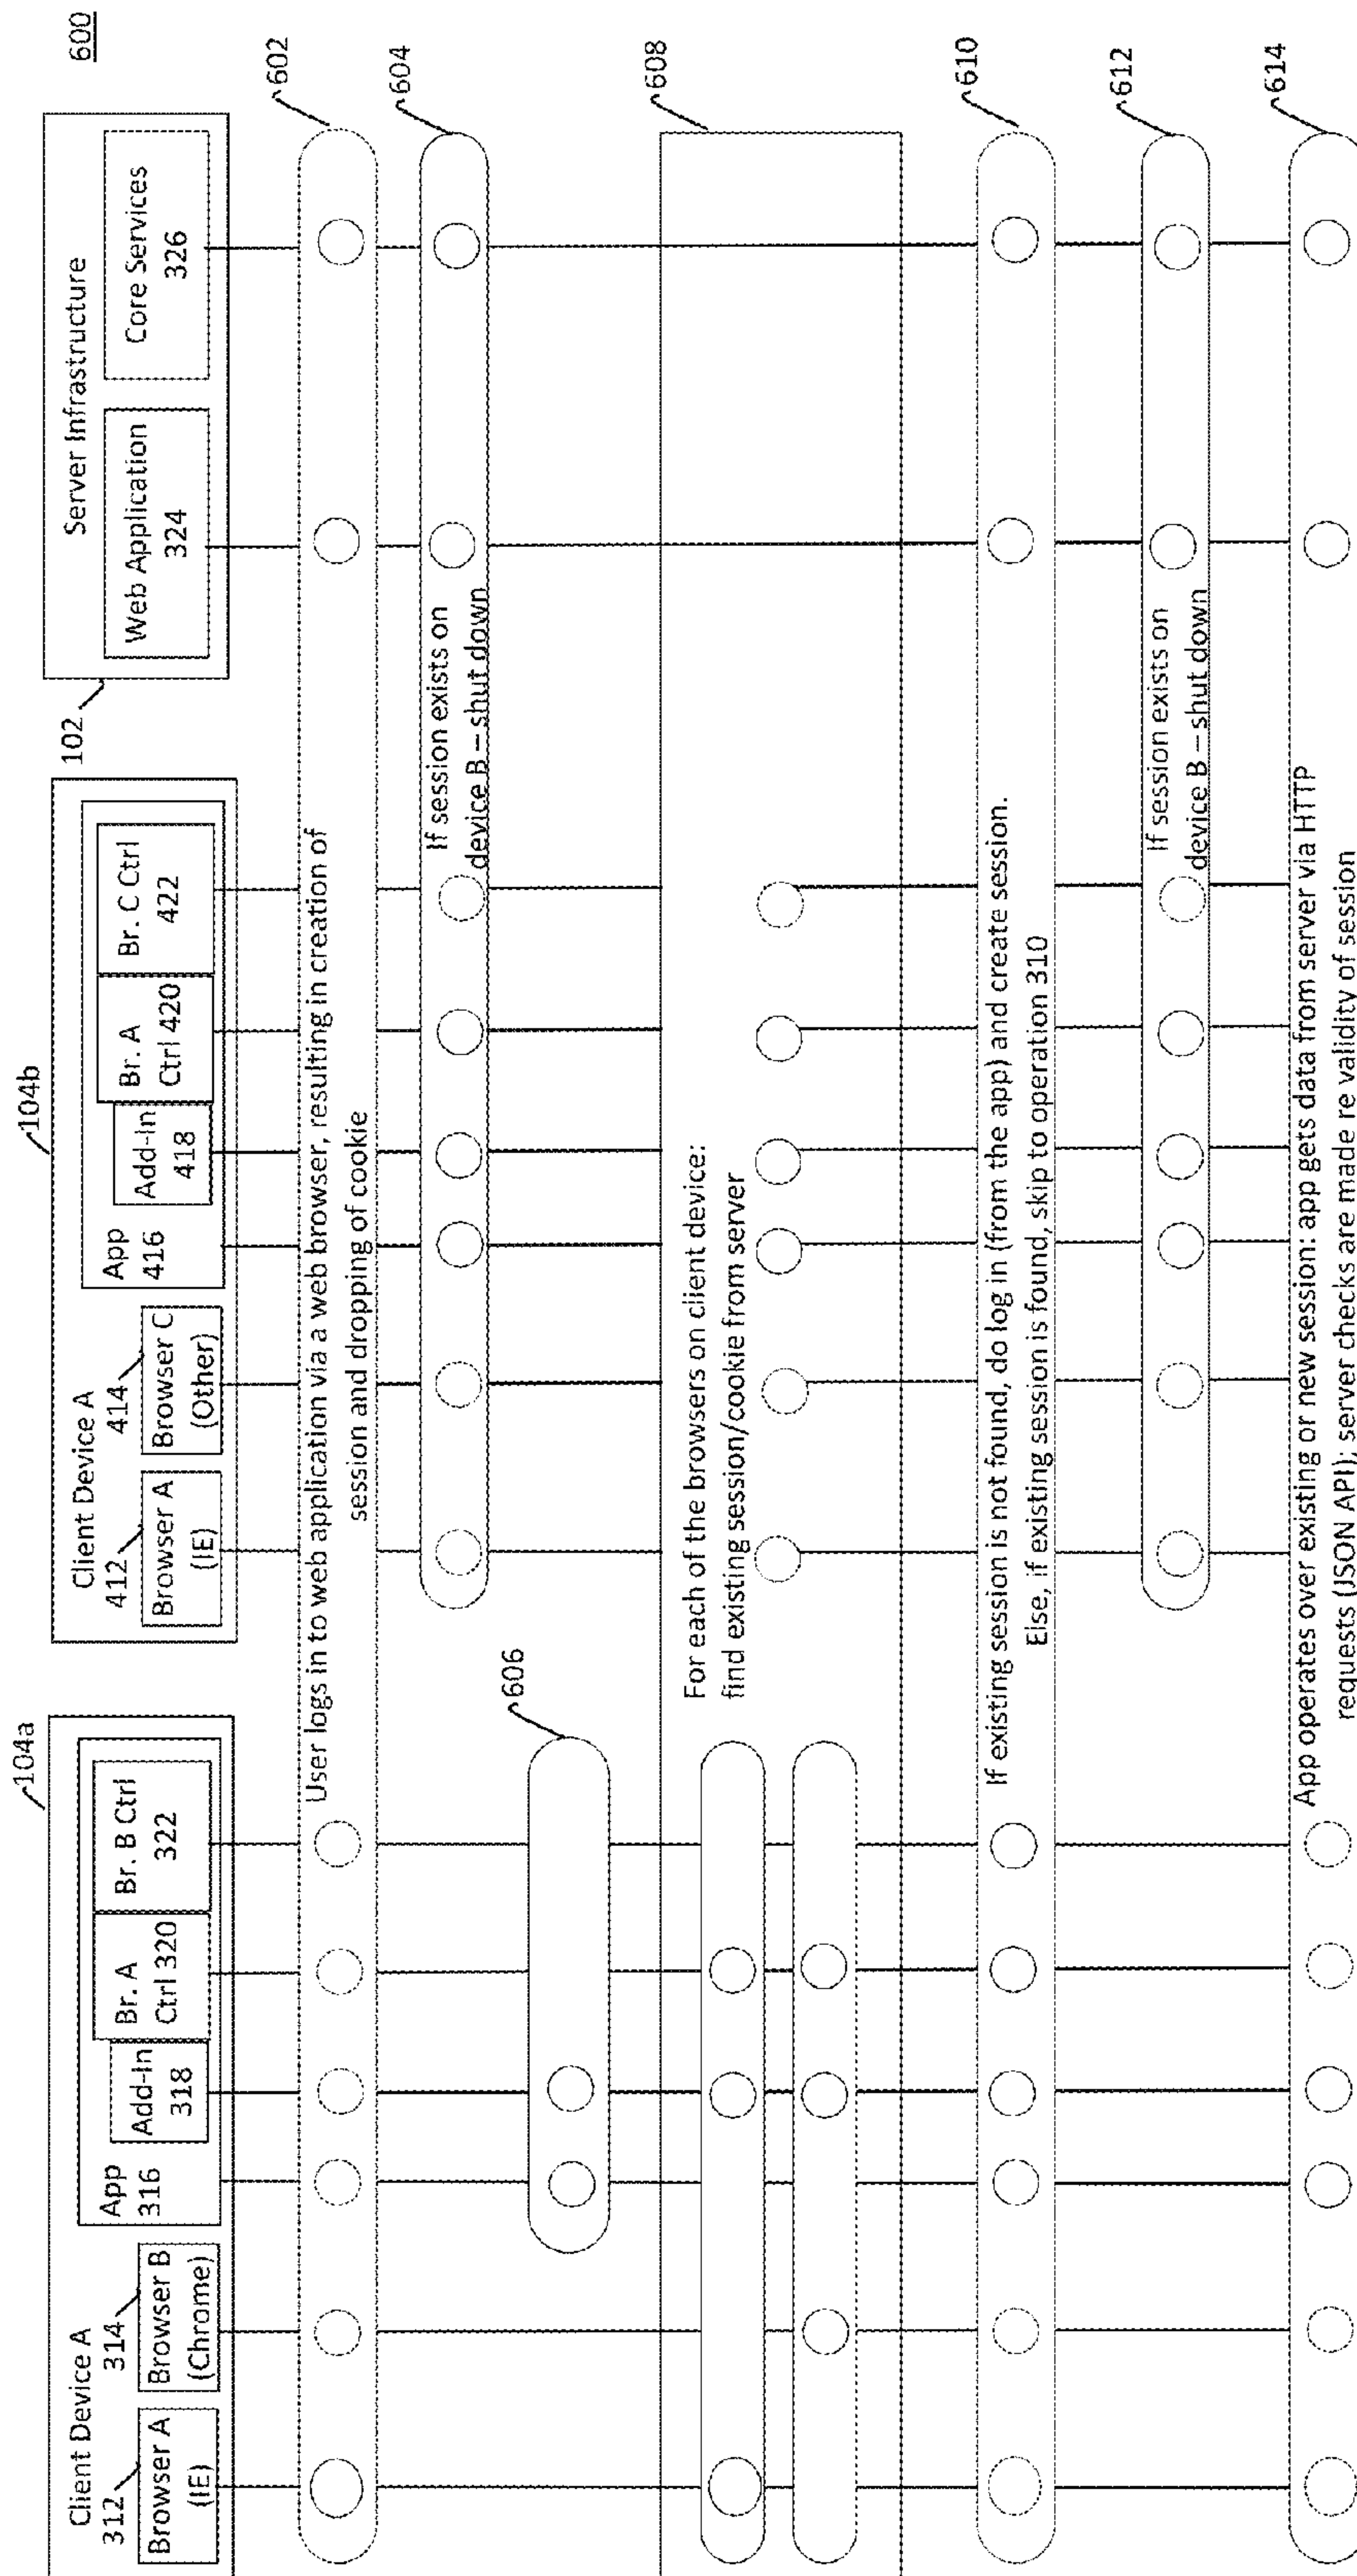 600
104a
104b
102
Client Device A
312
314
Browser A
(IE)
Browser B
(Chrome)
App
316
Add-In
318
Br. A
Ctrl 320
Br. B Ctrl
322
Client Device A
412
414
Browser A
(IE)
Browser C
(Other)
App
416
Add-In
418
Br. A
Ctrl 420
Br. C Ctrl
422
Server Infrastructure
Web Application
324
Core Services
326
602
User logs in to web application via a web browser, resulting in creation of
session and dropping of cookie
604
If session exists on
device B – shut down
606
608
For each of the browsers on client device:
find existing session/cookie from server
610
If existing session is not found, do log in (from the app) and create session.
Else, if existing session is found, skip to operation 310
612
If session exists on
device B – shut down
614
App operates over existing or new session: app gets data from server via HTTP
requests (JSON API); server checks are made re validity of session